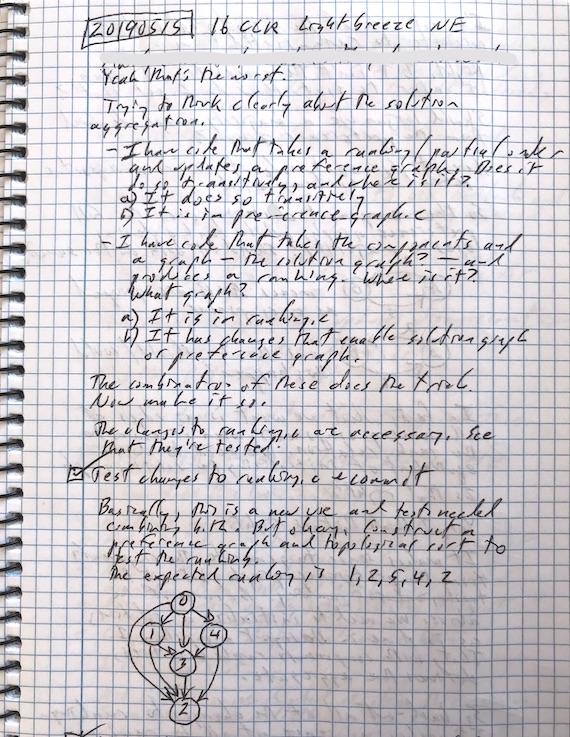 20190515 16 CLR Light breeze NE
Yeah that's the worst.
Trying to think clearly about the solution
aggregation.
- I have code that takes a ranking/partial order
and updates a preference graph. Does it
do so transitively, and where is it?
a) It does so transitively
b) It is in preference graph.c
- I have code that takes the components and
a graph — the solution graph? — and
produces a ranking. Where is it?
What graph?
a) It is in ranking.c
b) It has changes that enable solution graph
or preference graph.
The combination of these does the trick.
Now make it so.
The changes to ranking.c are necessary. See
that they're tested.
Test changes to ranking.c & commit
Basically, this is a new use and tests needed
combining both. But okay. Construct a
preference graph and topological sort to
test the ranking.
The expected ranking is 1, 2, 5, 4, 2
0
1 4
3
2